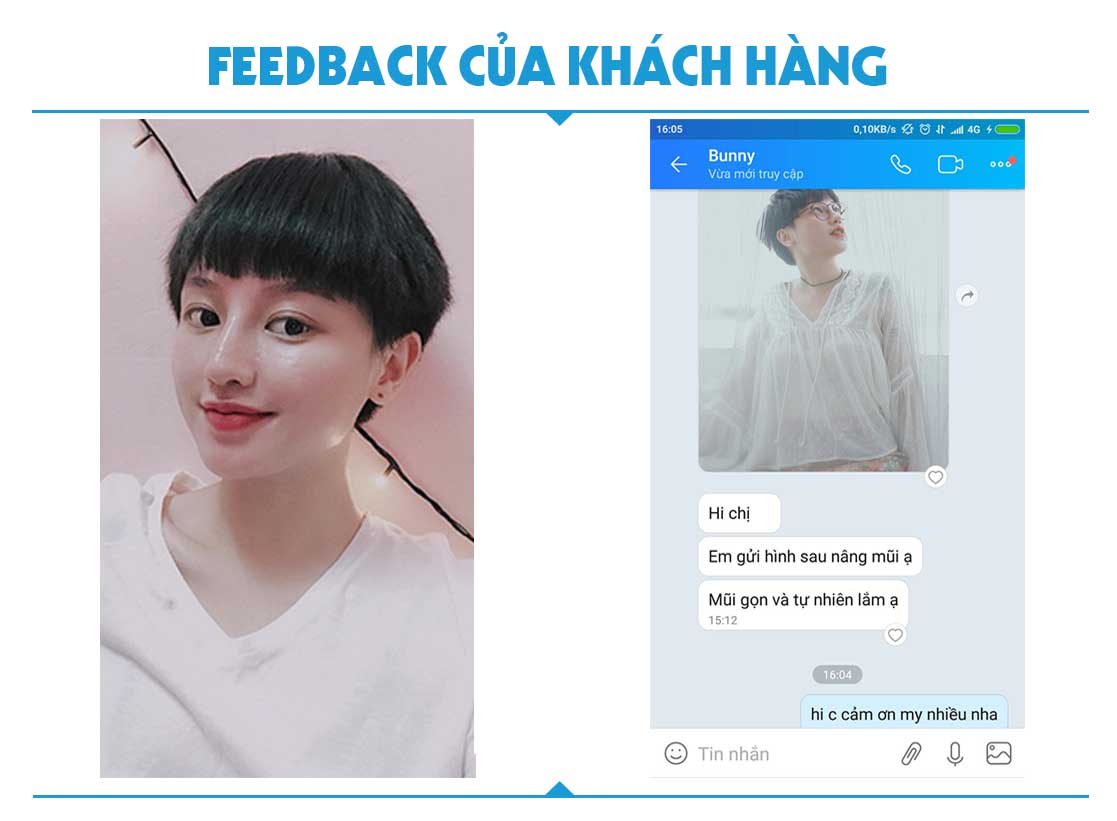 FEEDBACK CỦA KHÁCH HÀNG
16:05
0,10KB/s
4G
Bunny
Vừa mới truy cập
Hi chị
Em gửi hình sau nâng mũi ạ
Mũi gọn và tự nhiên lắm ạ
15:12
16:04
hi c cảm ơn my nhiều nha
Tin nhắn